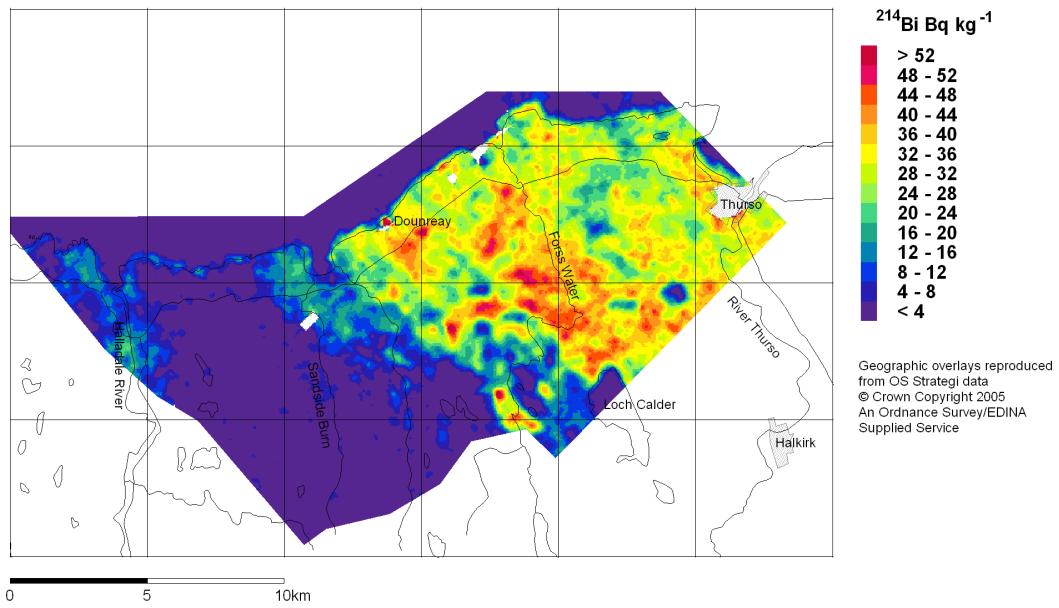 ²¹⁴Bi Bq kg⁻¹
> 52
48 - 52
44 - 48
40 - 44
36 - 40
32 - 36
28 - 32
24 - 28
20 - 24
16 - 20
12 - 16
8 - 12
4 - 8
< 4
Geographic overlays reproduced
from OS Strategi data
© Crown Copyright 2005
An Ordnance Survey/EDINA
Supplied Service
Thurso
Dounreay
Forss Water
River Thurso
Halladale River
Sandside Burn
Loch Calder
Halkirk
0 5 10km